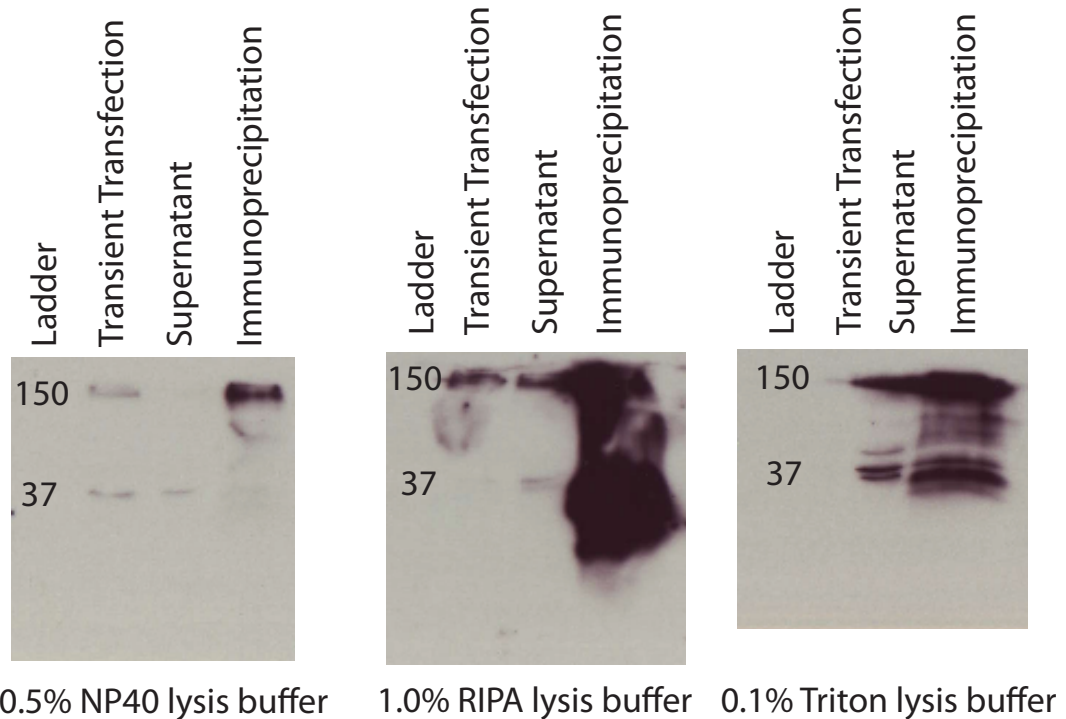 Ladder
Transient Transfection
Supernatant
Immunoprecipitation
Ladder
Transient Transfection
Supernatant
Immunoprecipitation
Ladder
Transient Transfection
Supernatant
Immunoprecipitation
150
37
150
37
150
37
0.5% NP40 lysis buffer
1.0% RIPA lysis buffer
0.1% Triton lysis buffer